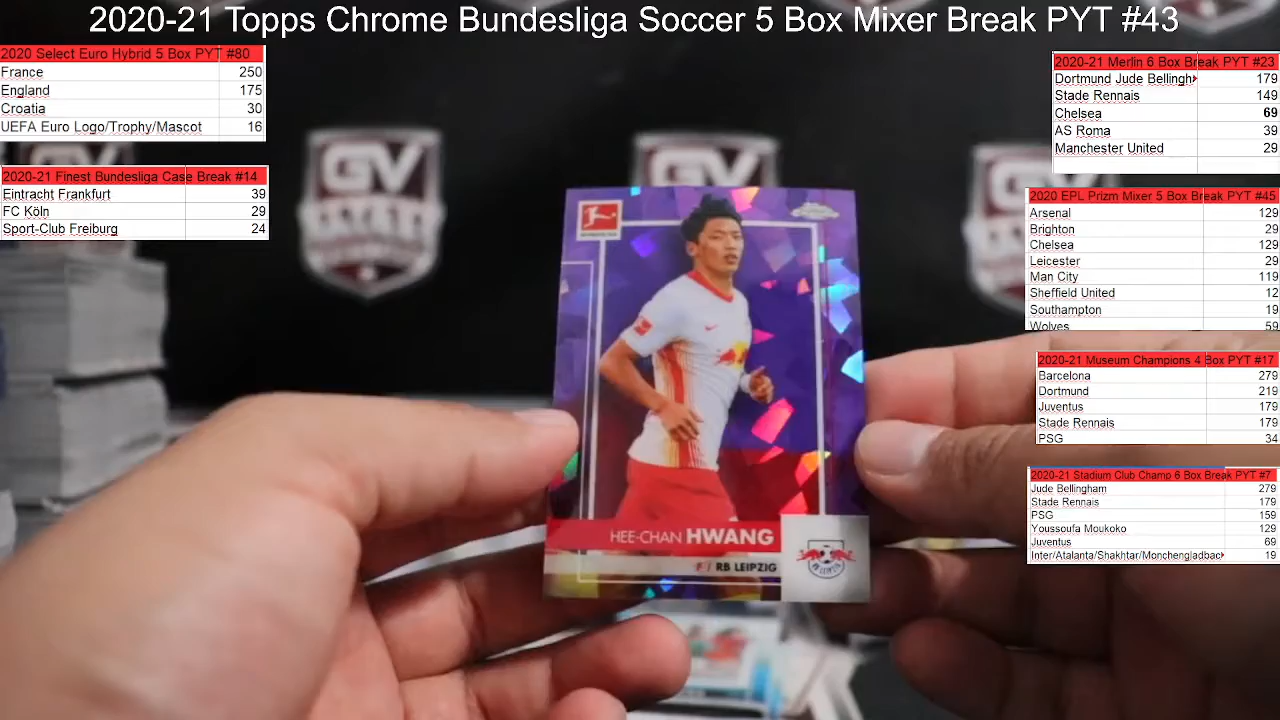 2020-21 Topps Chrome Bundesliga Soccer 5 Box Mixer Break PYT #43
2020 Select Euro Hybrid 5 Box PYT #80
France 250
England 175
Croatia 30
UEFA Euro Logo/Trophy/Mascot 16
2020-21 Finest Bundesliga Case Break #14
Eintracht Frankfurt 39
FC Köln 29
Sport-Club Freiburg 24
2020-21 Merlin 6 Box Break PYT #23
Dortmund Jude Bellingh
179
Stade Rennais 149
Chelsea 69
AS Roma 39
Manchester United 29
2020 EPL Prizm Mixer 5 Box Break PYT #45
Arsenal 129
Brighton 29
Chelsea 129
Leicester 29
Man City 119
Sheffield United 12
Southampton 19
Wolves 59
2020-21 Museum Champions 4 Box PYT #17
Barcelona 279
Dortmund 219
Juventus 179
Stade Rennais 179
PSG 34
2020-21 Stadium Club Champ 6 Box Break PYT #7
Jude Bellingham 279
Stade Rennais 179
PSG 159
Youssoufa Moukoko 129
Juventus 69
Inter/Atalanta/Shakhtar/Monchengladbac 19
GV
GV
GV
HEE-CHAN HWANG
RB LEIPZIG